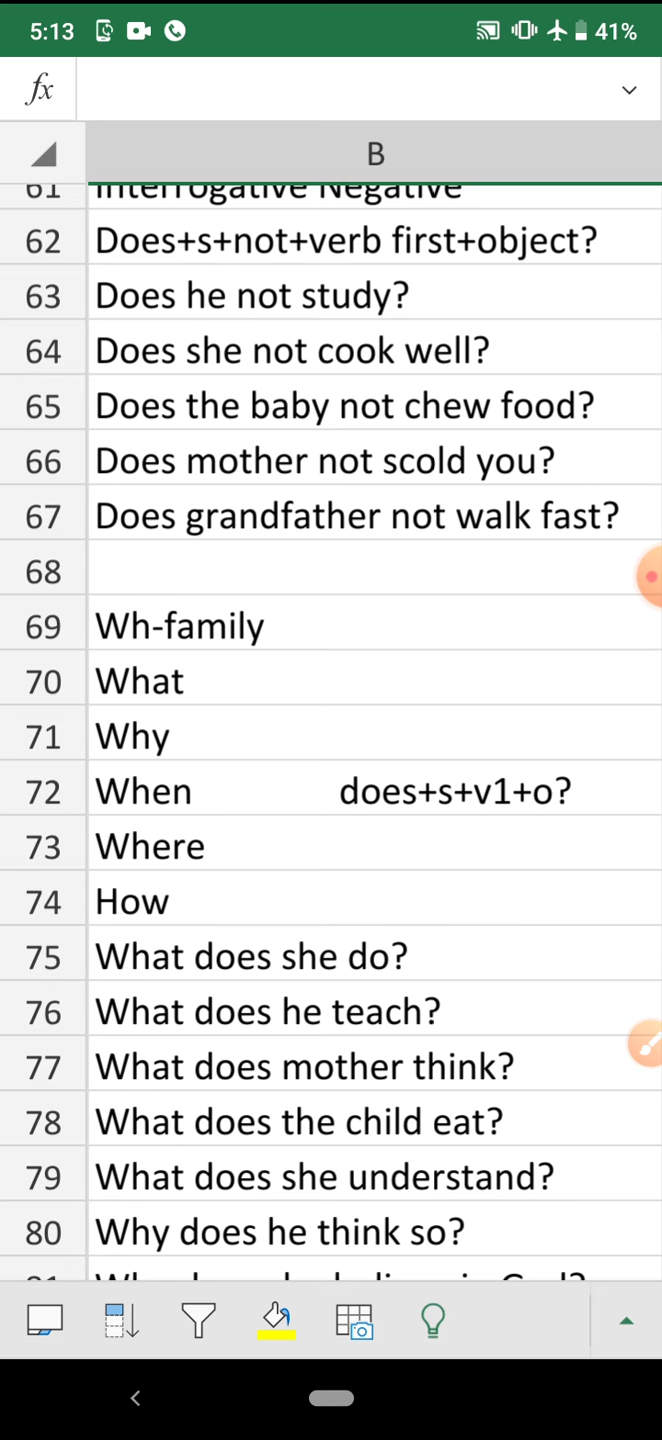 5:13 41%
fx
B
61 Interrogative Negative
62 Does+s+not+verb first+object?
63 Does he not study?
64 Does she not cook well?
65 Does the baby not chew food?
66 Does mother not scold you?
67 Does grandfather not walk fast?
68
69 Wh-family
70 What
71 Why
72 When does+s+v1+o?
73 Where
74 How
75 What does she do?
76 What does he teach?
77 What does mother think?
78 What does the child eat?
79 What does she understand?
80 Why does he think so?